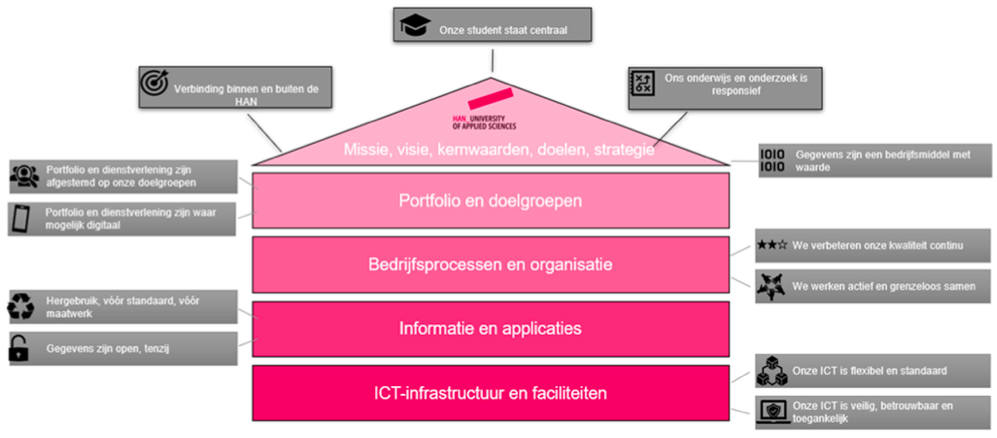 Onze student staat centraal
Verbinding binnen en buiten de
HAN
Ons onderwijs en onderzoek is
responsief
HAN_UNIVERSITY
OF APPLIED SCIENCES
Missie, visie, kernwaarden, doelen, strategie
Portfolio en dienstverlening zijn
afgestemd op onze doelgroepen
Gegevens zijn een bedrijfsmiddel met
waarde
Portfolio en doelgroepen
Portfolio en dienstverlening zijn waar
mogelijk digitaal
Bedrijfsprocessen en organisatie
We verbeteren onze kwaliteit continu
We werken actief en grenzeloos samen
Hergebruik, vóór standaard, vóór
maatwerk
Informatie en applicaties
Gegevens zijn open, tenzij
ICT-infrastructuur en faciliteiten
Onze ICT is flexibel en standaard
Onze ICT is veilig, betrouwbaar en
toegankelijk